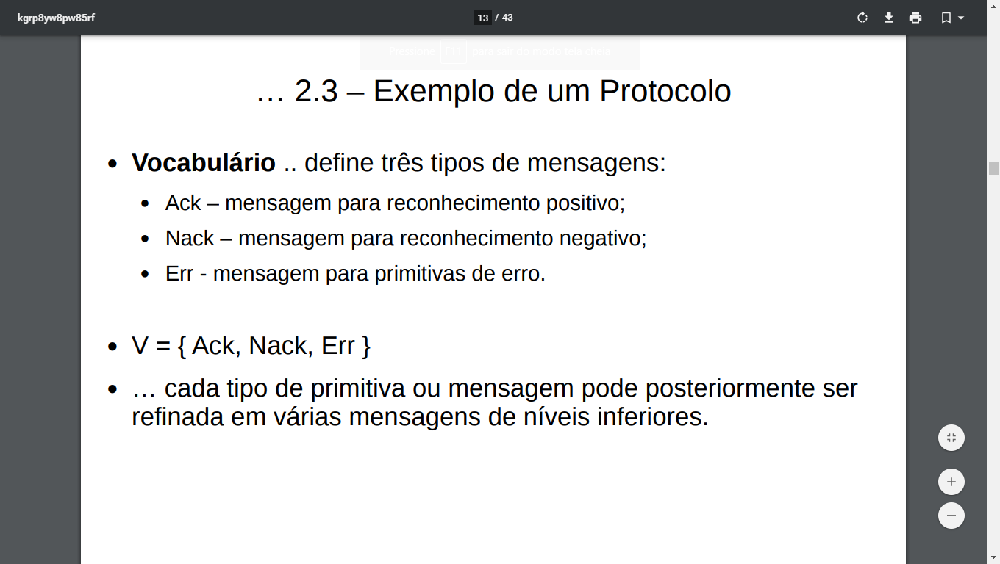 kgrp8yw8pw85rf
13 / 43
Pressione F11 para sair do modo tela cheia
… 2.3 – Exemplo de um Protocolo
• Vocabulário .. define três tipos de mensagens:
• Ack – mensagem para reconhecimento positivo;
• Nack – mensagem para reconhecimento negativo;
• Err - mensagem para primitivas de erro.
• V = { Ack, Nack, Err }
• … cada tipo de primitiva ou mensagem pode posteriormente ser
refinada em várias mensagens de níveis inferiores.